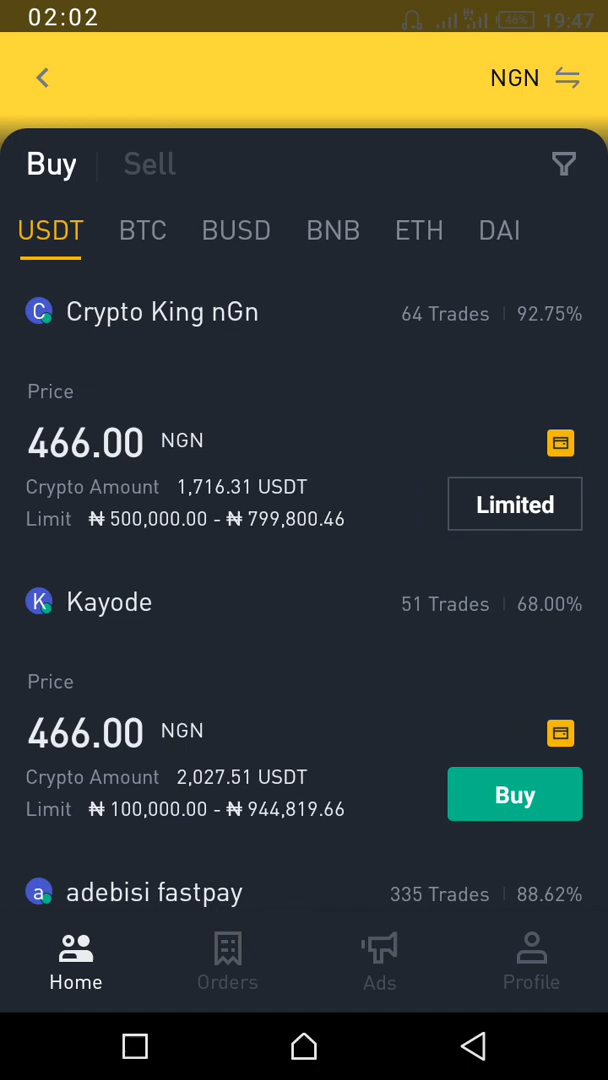 02:02 46% 19:47
NGN
Buy Sell
USDT BTC BUSD BNB ETH DAI
C Crypto King nGn 64 Trades 92.75%
Price
466.00 NGN
Crypto Amount 1,716.31 USDT
Limit ₦ 500,000.00 - ₦ 799,800.46
Limited
K Kayode 51 Trades 68.00%
Price
466.00 NGN
Crypto Amount 2,027.51 USDT
Limit ₦ 100,000.00 - ₦ 944,819.66
Buy
a adebisi fastpay 335 Trades 88.62%
Home Orders Ads Profile